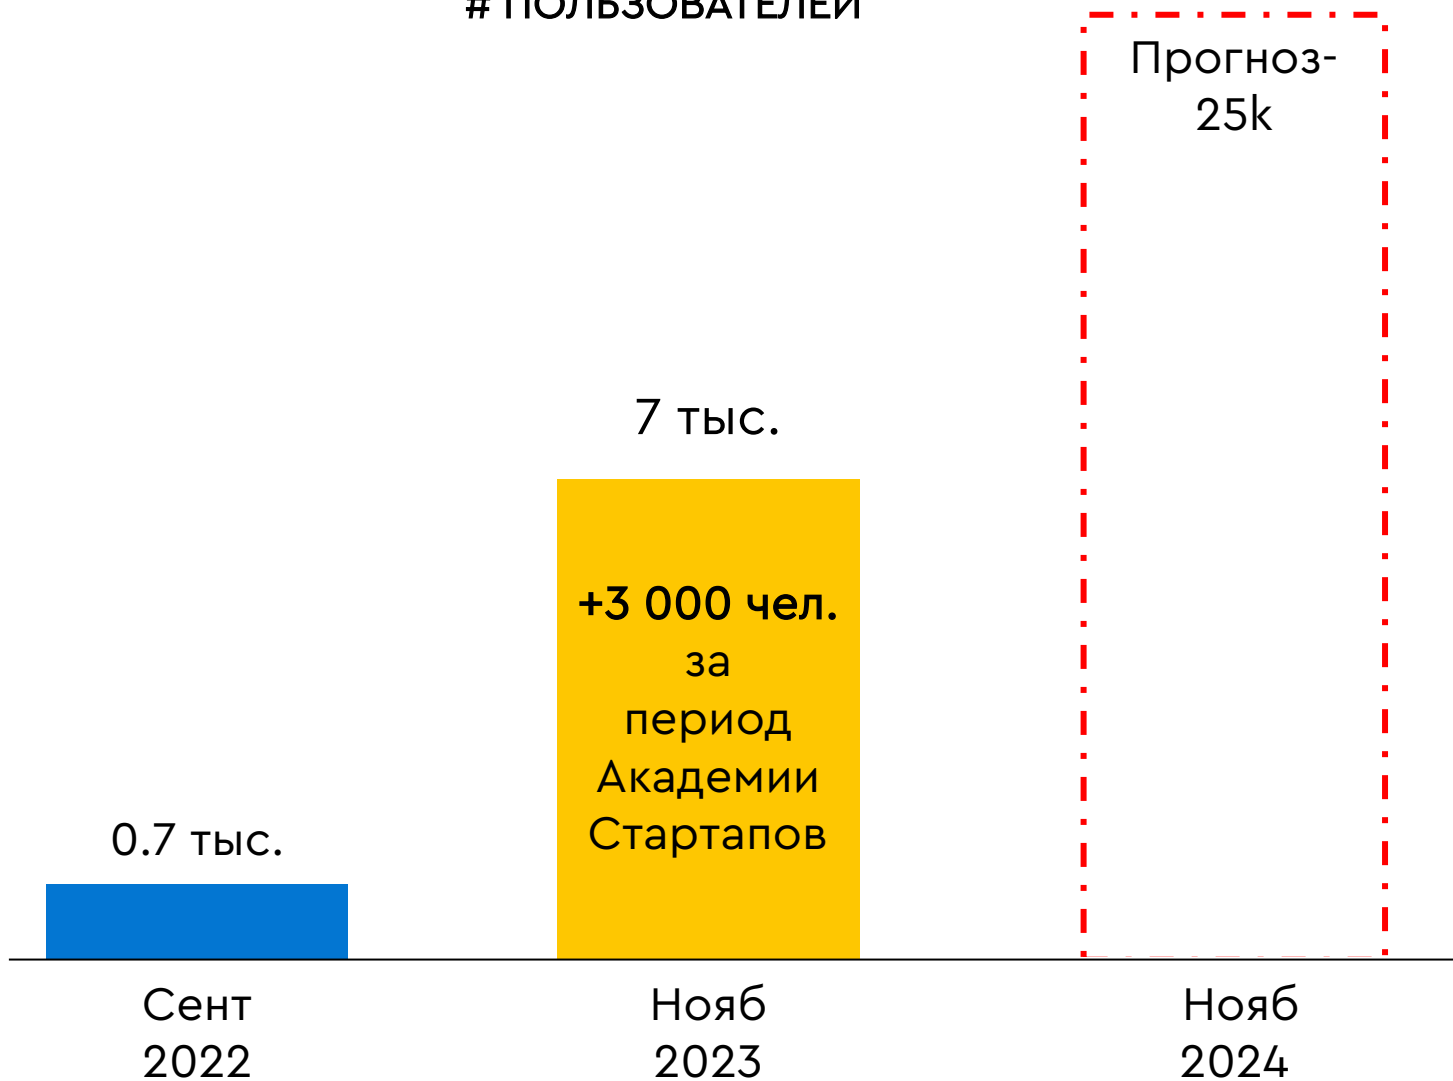 # ПОЛЬЗОВАТЕЛЕЙ
Прогноз-
25k
7 тыс.
+3 000 чел.
за
период
Академии
Стартапов
0.7 тыс.
Сент
2022
Нояб
2023
Нояб
2024